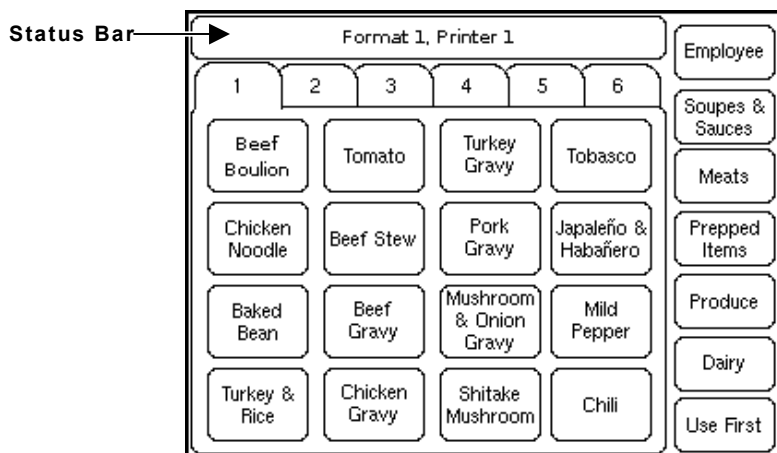 Status Bar
Format 1, Printer 1
1 2 3 4 5 6
Beef
Boulion
Tomato
Turkey
Gravy
Tobasco
Chicken
Noodle
Beef Stew
Pork
Gravy
Japaleño &
Habañero
Baked
Bean
Beef
Gravy
Mushroom
& Onion
Gravy
Mild
Pepper
Turkey &
Rice
Chicken
Gravy
Shitake
Mushroom
Chili
Employee
Soupes &
Sauces
Meats
Prepped
Items
Produce
Dairy
Use First